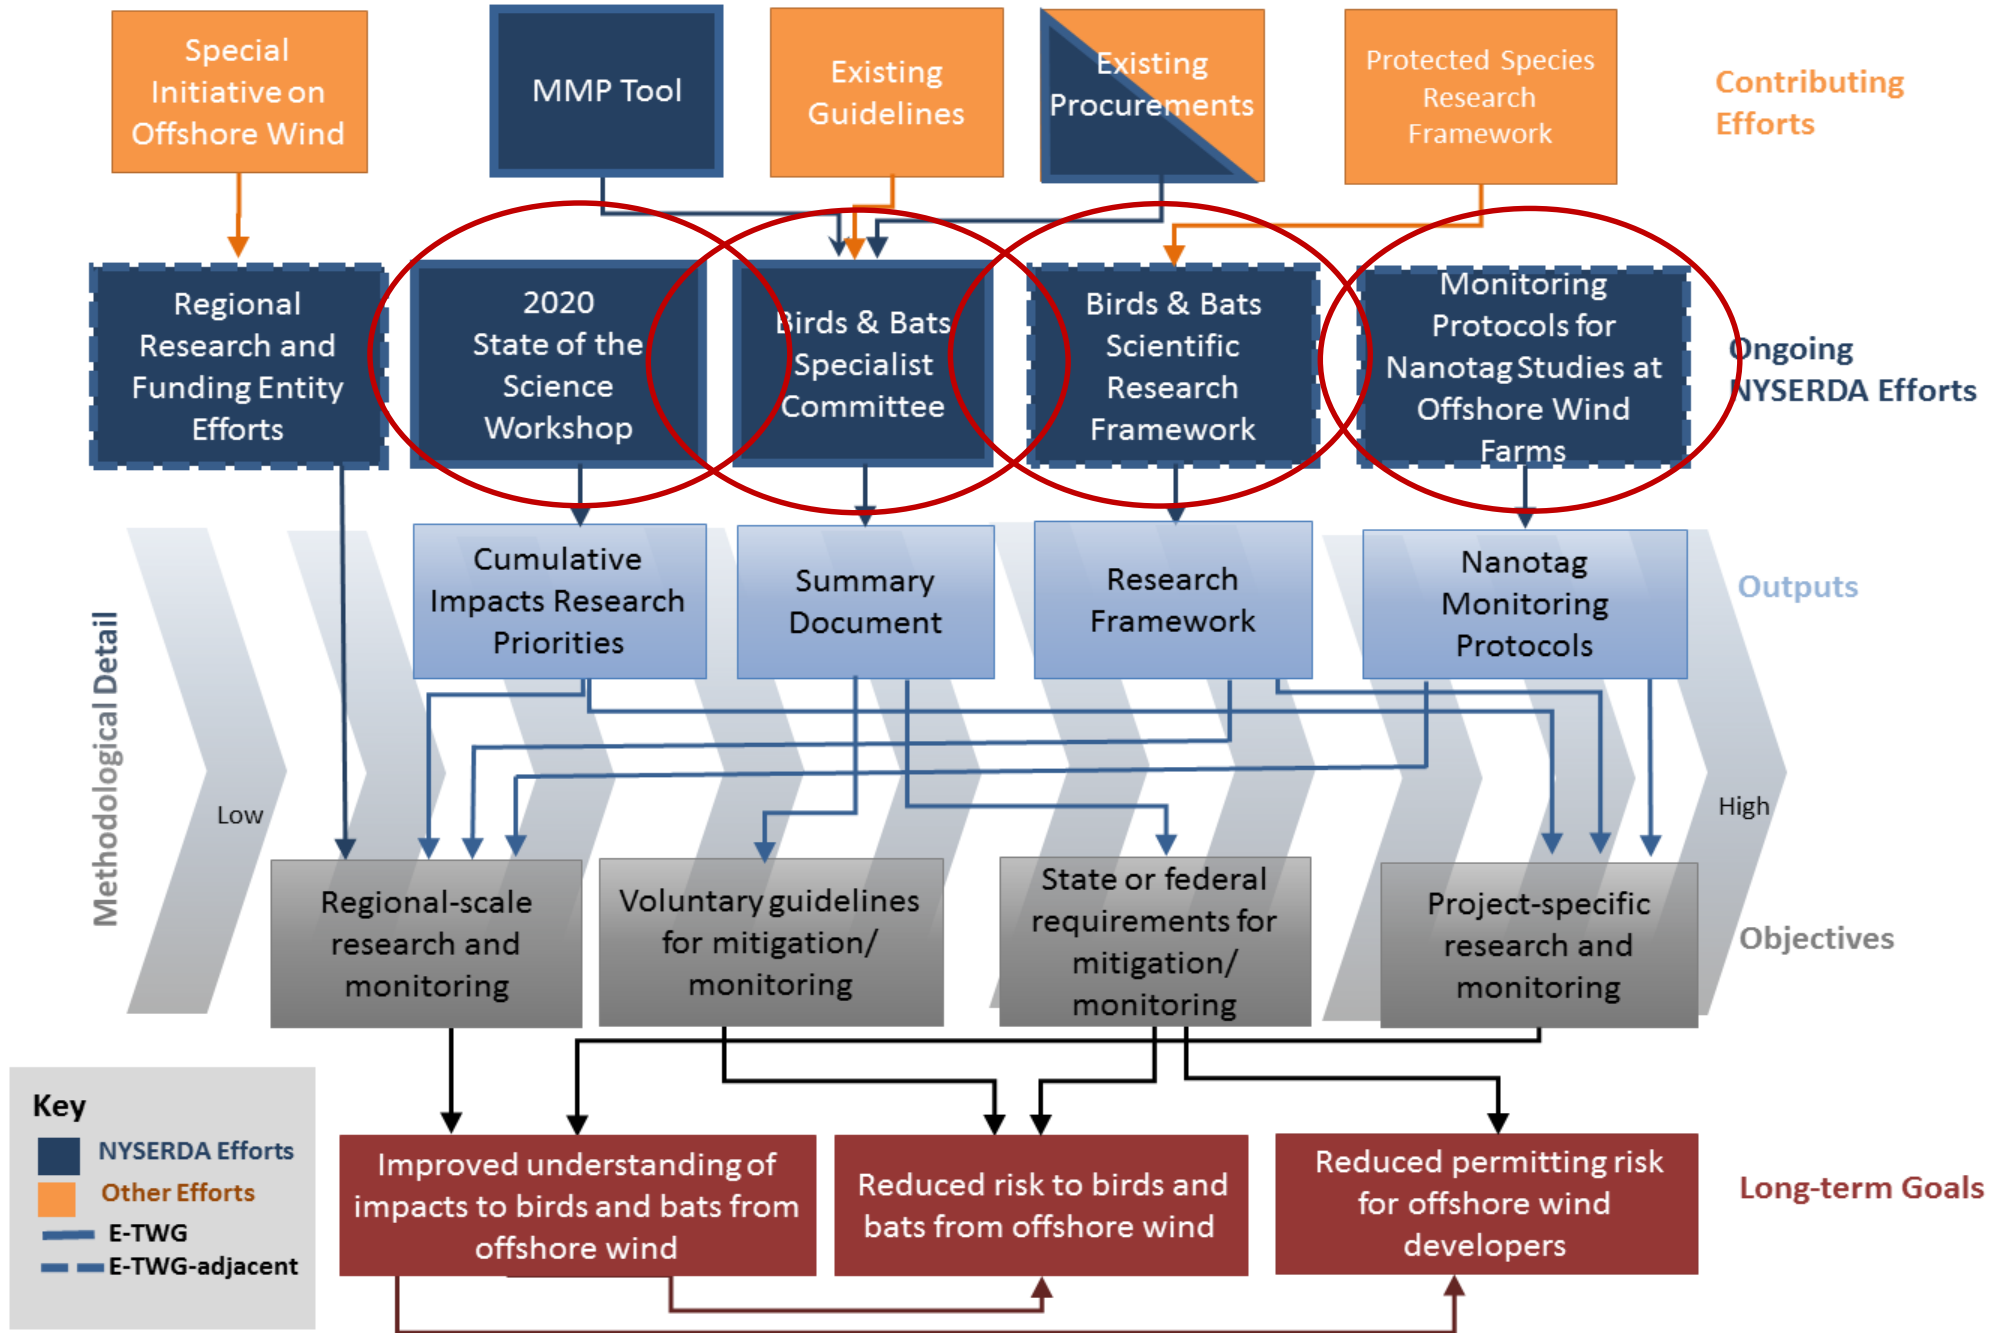 Special
Initiative on
Offshore Wind
MMP Tool
Existing
Guidelines
Existing
Procurements
Protected Species
Research
Framework
Contributing
Efforts
Regional
Research and
Funding Entity
Efforts
2020
State of the
Science
Workshop
Birds & Bats
Specialist
Committee
Birds & Bats
Scientific
Research
Framework
Monitoring
Protocols for
Nanotag Studies at
Offshore Wind
Farms
Ongoing
NYSERDA Efforts
Cumulative
Impacts Research
Priorities
Summary
Document
Research
Framework
Nanotag
Monitoring
Protocols
Outputs
Methodological Detail
Low
High
Regional-scale
research and
monitoring
Voluntary guidelines
for mitigation/
monitoring
State or federal
requirements for
mitigation/
monitoring
Project-specific
research and
monitoring
Objectives
Key
NYSERDA Efforts
Other Efforts
E-TWG
E-TWG-adjacent
Improved understanding of
impacts to birds and bats from
offshore wind
Reduced risk to birds and
bats from offshore wind
Reduced permitting risk
for offshore wind
developers
Long-term Goals